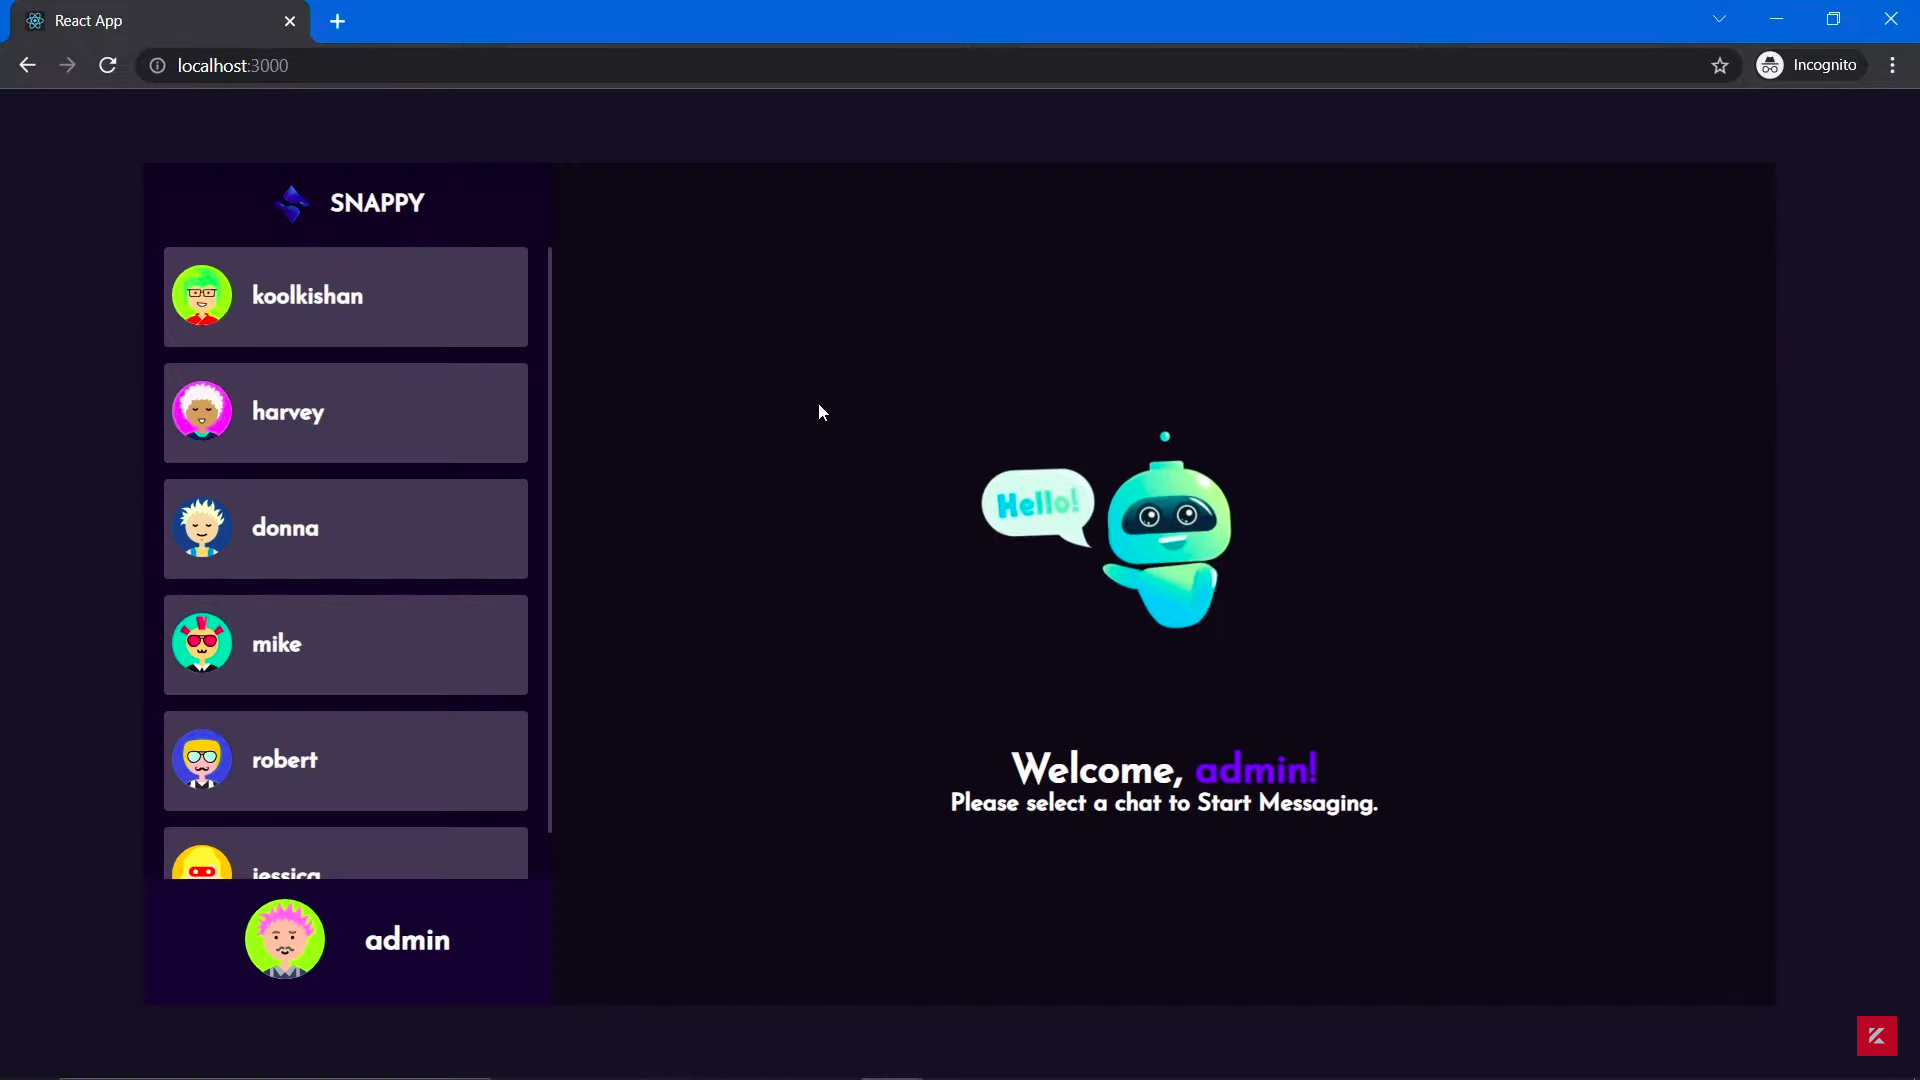 React App
localhost:3000
Incognito
SNAPPY
koolkishan
harvey
donna
mike
robert
jessica
admin
Hello!
Welcome, admin!
Please select a chat to Start Messaging.